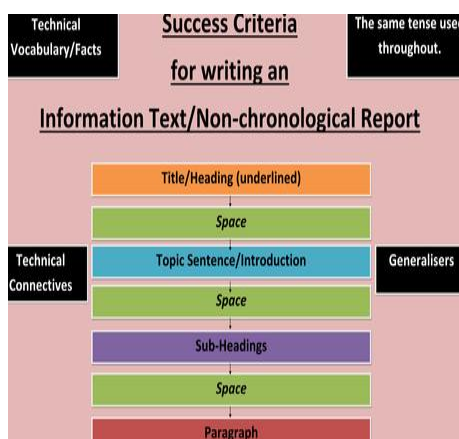 Technical
Vocabulary/Facts
Success Criteria
for writing an
The same tense used
throughout.
Information Text/Non-chronological Report
Title/Heading (underlined)
Space
Technical
Connectives
Topic Sentence/Introduction
Generalisers
Space
Sub-Headings
Space
Paragraph